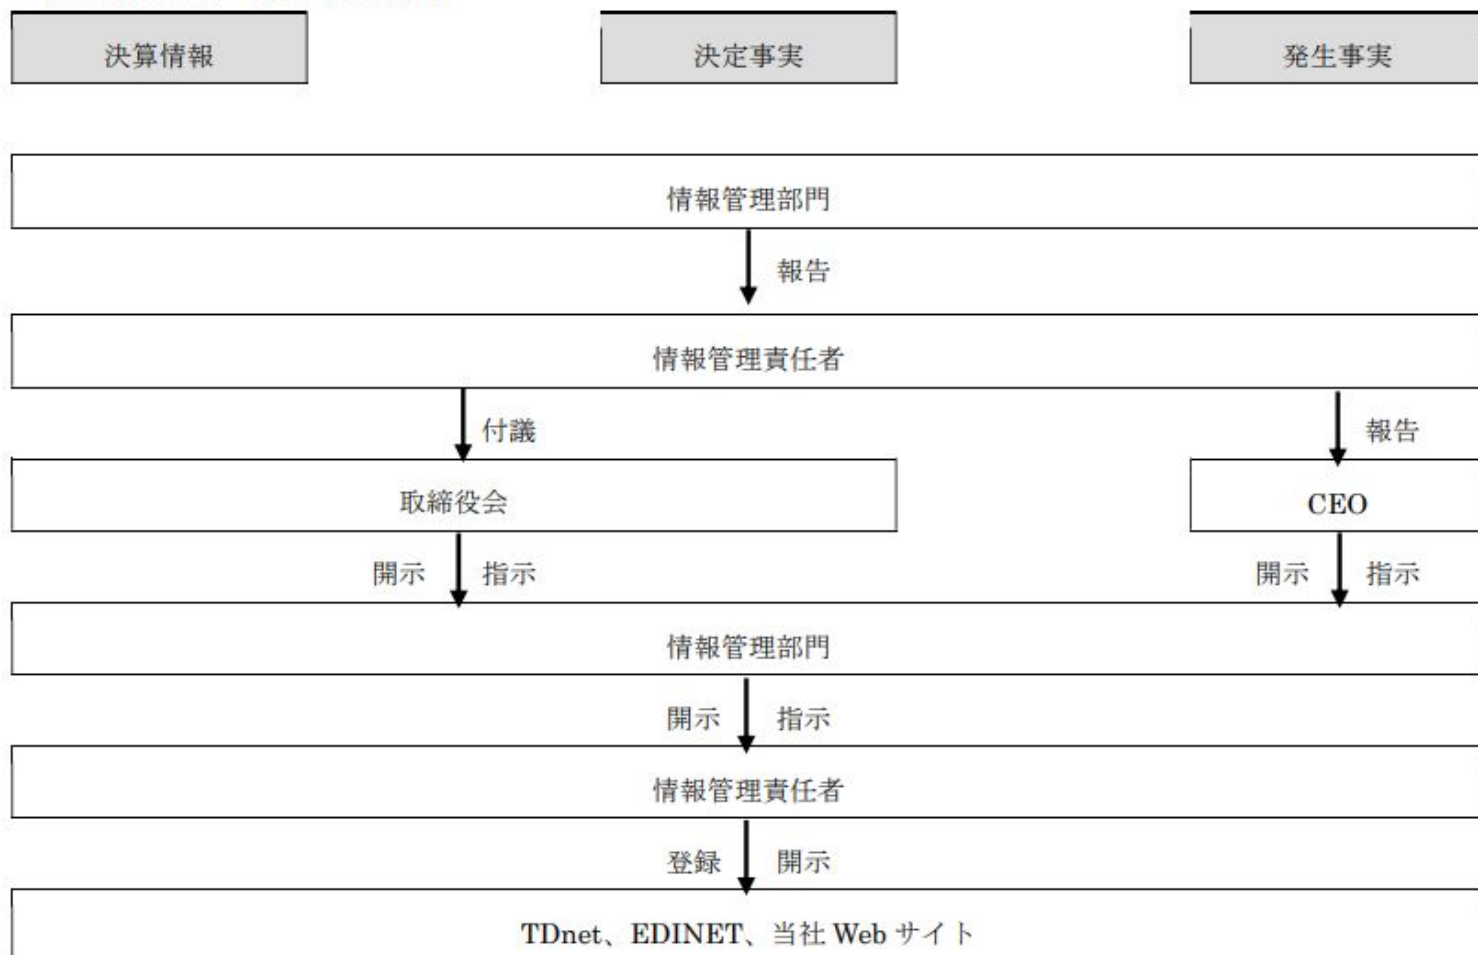 決算情報 決定事実 発生事実
情報管理部門
報告
情報管理責任者
付議 報告
取締役会 CEO
開示 指示 開示 指示
情報管理部門
開示 指示
情報管理責任者
登録 開示
TDnet、EDINET、当社 Web サイト